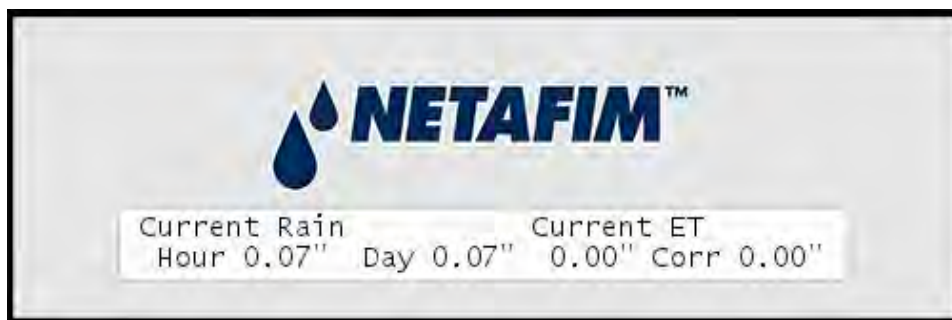 NETAFIM™
Current Rain Current ET
Hour 0.07" Day 0.07" 0.00" Corr 0.00"